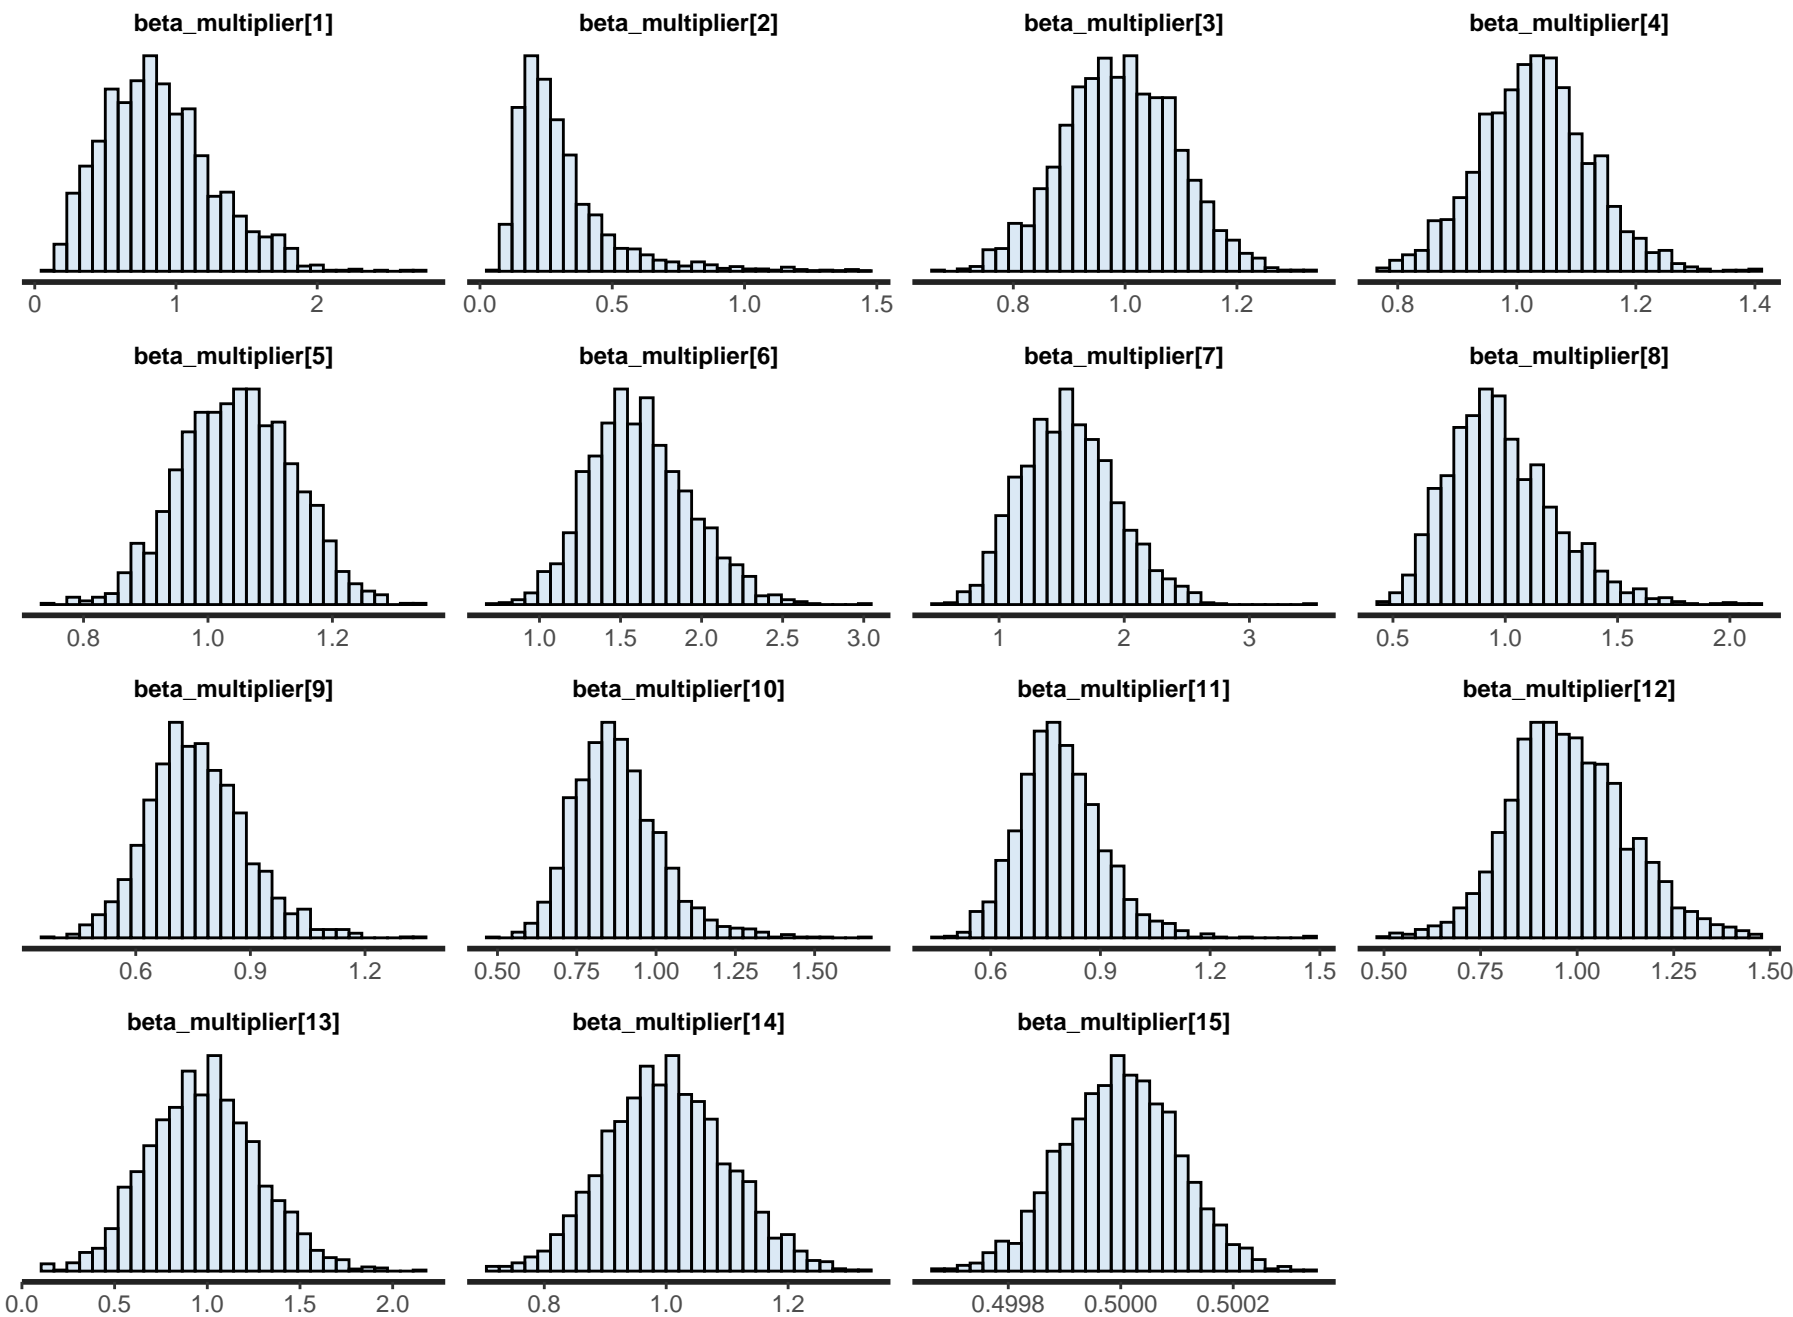 beta_multiplier[1] beta_multiplier[2] beta_multiplier[3] beta_multiplier[4]
0 1 2 0.0 0.5 1.0 1.5 0.8 1.0 1.2 0.8 1.0 1.2 1.4
beta_multiplier[5] beta_multiplier[6] beta_multiplier[7] beta_multiplier[8]
0.8 1.0 1.2 1.0 1.5 2.0 2.5 3.0 1 2 3 0.5 1.0 1.5 2.0
beta_multiplier[9] beta_multiplier[10] beta_multiplier[11] beta_multiplier[12]
0.6 0.9 1.2 0.50 0.75 1.00 1.25 1.50 0.6 0.9 1.2 1.5 0.50 0.75 1.00 1.25 1.50
beta_multiplier[13] beta_multiplier[14] beta_multiplier[15]
0.0 0.5 1.0 1.5 2.0 0.8 1.0 1.2 0.4998 0.5000 0.5002